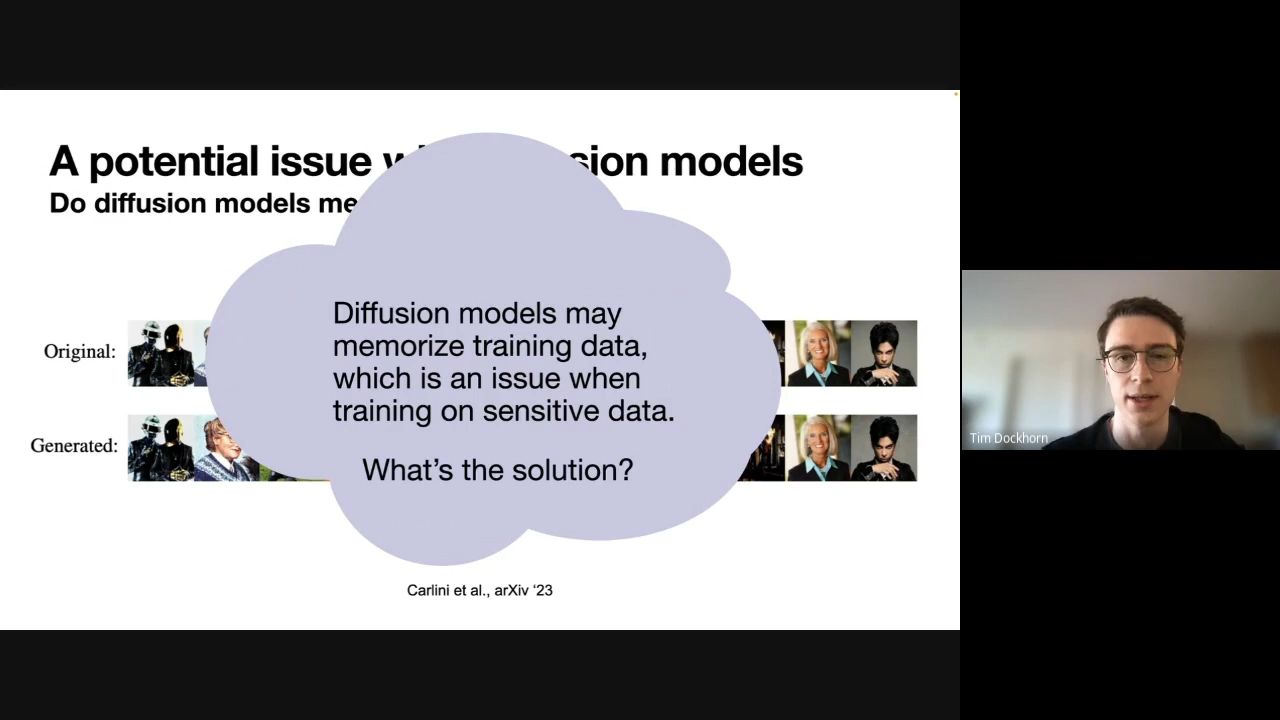 A potential issue w sion models
Do diffusion models me
Diffusion models may
memorize training data,
which is an issue when
training on sensitive data.
What's the solution?
Original:
Generated:
Carlini et al., arXiv '23
Tim Dockhorn